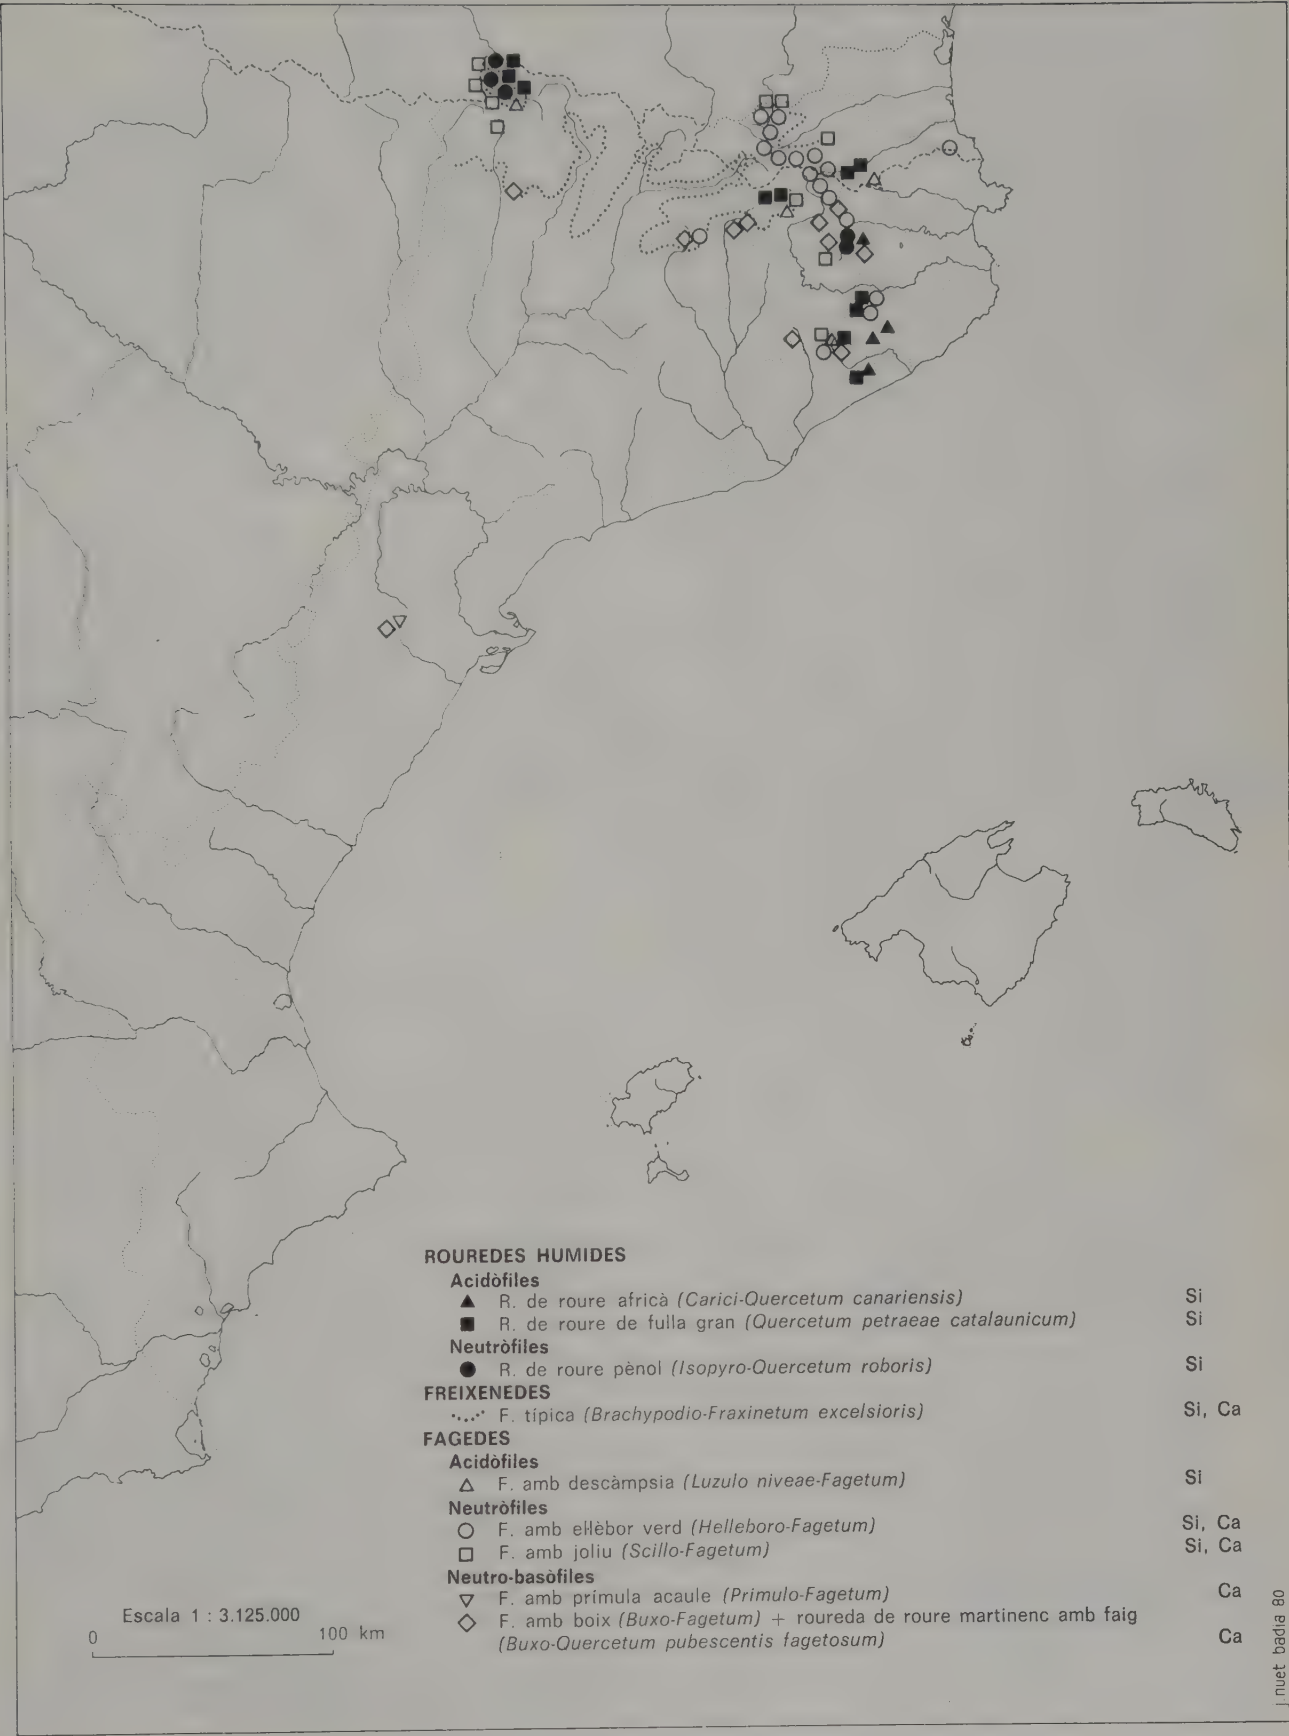 ROUREDES HUMIDES
Acidòfiles
R. de roure africà (Carici-Quercetum canariensis) Si
R. de roure de fulla gran (Quercetum petraeae catalaunicum) Si
Neutròfiles
R. de roure pènol (Isopyro-Quercetum roboris) Si
FREIXENEDES
F. típica (Brachypodio-Fraxinetum excelsioris) Si, Ca
FAGEDES
Acidòfiles
F. amb descàmpsia (Luzulo niveae-Fagetum) Si
Neutròfiles
F. amb el·lèbor verd (Helleboro-Fagetum) Si, Ca
F. amb joliu (Scillo-Fagetum) Si, Ca
Neutro-basòfiles
F. amb prímula acaule (Primulo-Fagetum) Ca
F. amb boix (Buxo-Fagetum) + roureda de roure martinenc amb faig
(Buxo-Quercetum pubescentis fagetosum) Ca
Escala 1 : 3.125.000
0 100 km
j. nuet badia 80